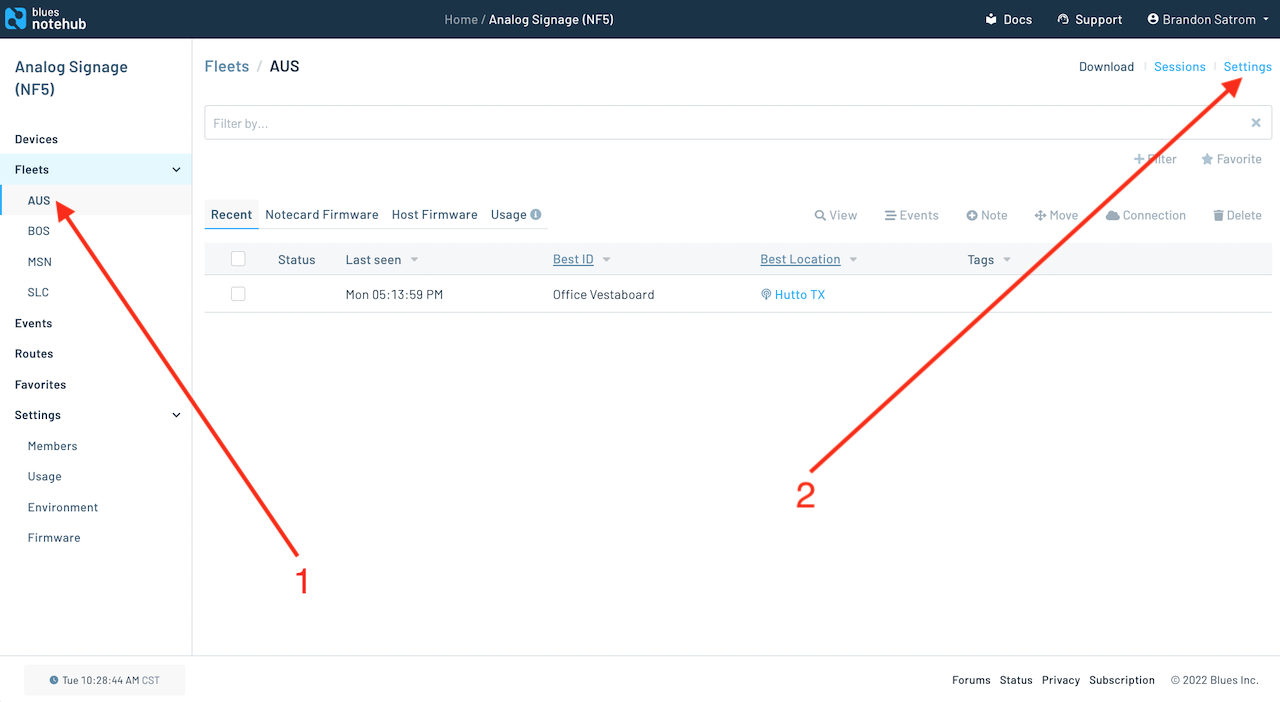 blues
notehub
Home / Analog Signage (NF5)
Docs
Support
Brandon Satrom
Analog Signage
(NF5)
Devices
Fleets
AUS
BOS
MSN
SLC
Events
Routes
Favorites
Settings
Members
Usage
Environment
Firmware
Fleets / AUS
Download
Sessions
Settings
Filter by...
Filter
Favorite
Recent
Notecard Firmware
Host Firmware
Usage
View
Events
Note
Move
Connection
Delete
Status
Last seen
Best ID
Best Location
Tags
Mon 05:13:59 PM
Office Vestaboard
Hutto TX
1
2
Tue 10:28:44 AM CST
Forums
Status
Privacy
Subscription
© 2022 Blues Inc.